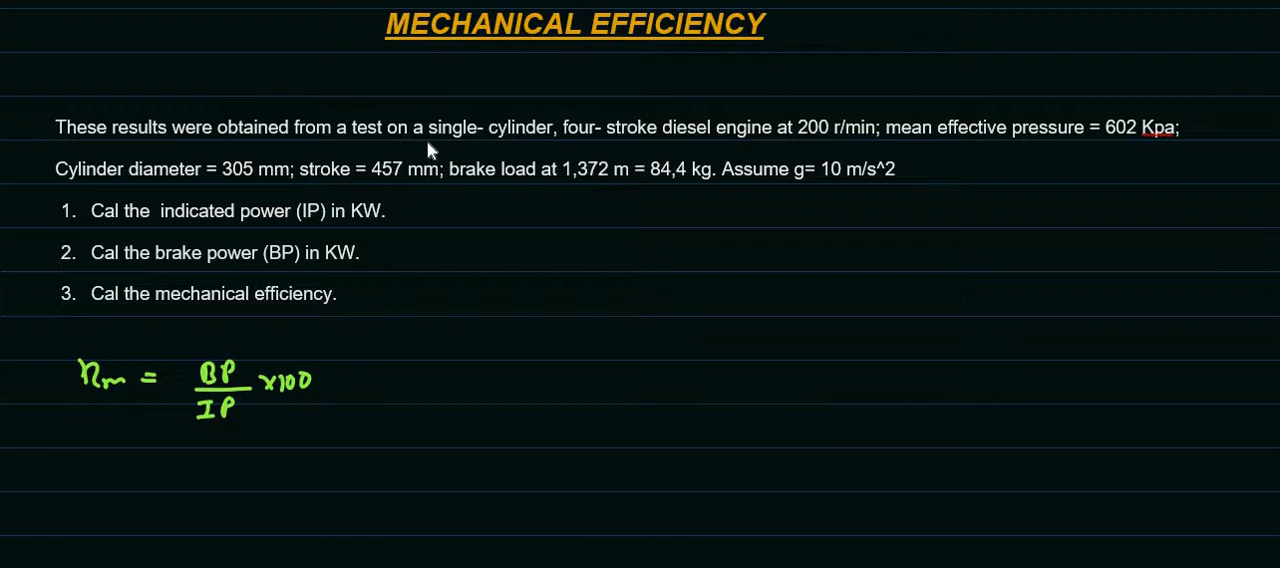 MECHANICAL EFFICIENCY
These results were obtained from a test on a single- cylinder, four- stroke diesel engine at 200 r/min; mean effective pressure = 602 Kpa;
Cylinder diameter = 305 mm; stroke = 457 mm; brake load at 1,372 m = 84,4 kg. Assume g= 10 m/s^2
1. Cal the indicated power (IP) in KW.
2. Cal the brake power (BP) in KW.
3. Cal the mechanical efficiency.
ηm = BP/IP ×100